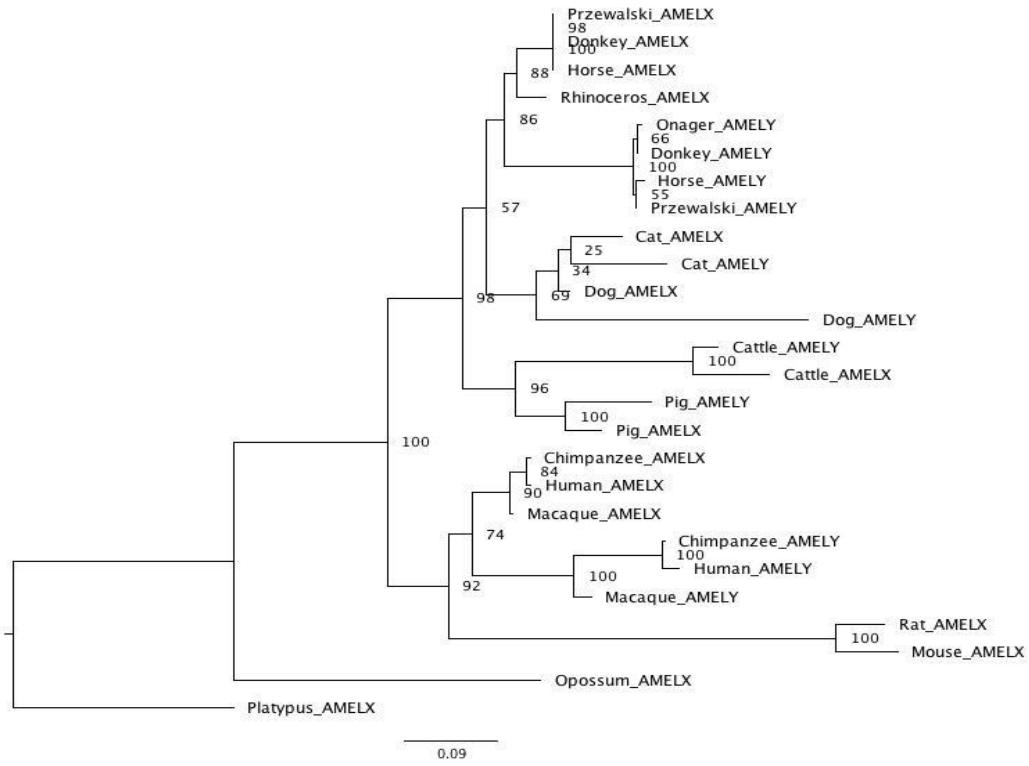 Przewalski_AMELX
98
Donkey_AMELX
100
Horse_AMELX
88
Rhinoceros_AMELX
86
Onager_AMELY
66
Donkey_AMELY
100
Horse_AMELY
55
Przewalski_AMELY
57
Cat_AMELX
25
Cat_AMELY
34
Dog_AMELX
69
98
Dog_AMELY
Cattle_AMELY
100
Cattle_AMELX
96
Pig_AMELY
100
Pig_AMELX
100
Chimpanzee_AMELX
84
Human_AMELX
90
Macaque_AMELX
74
Chimpanzee_AMELY
100
Human_AMELY
100
92
Macaque_AMELY
Rat_AMELX
100
Mouse_AMELX
Opossum_AMELX
Platypus_AMELX
0.09